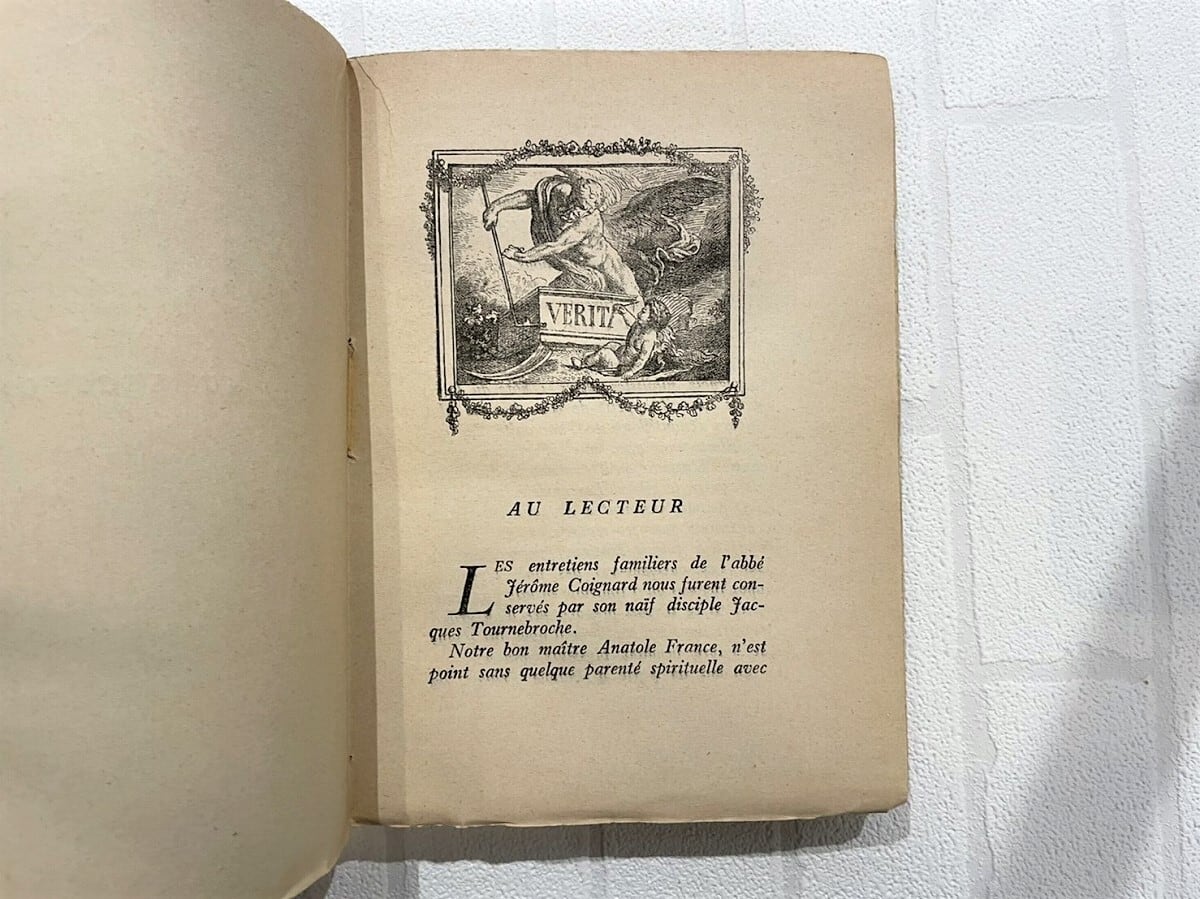 VERITA
AU LECTEUR
LES entretiens familiers de l'abbé
Jérôme Coignard nous furent con-
servés par son naïf disciple Jac-
ques Tournebroche.
Notre bon maître Anatole France, n'est
point sans quelque parenté spirituelle avec